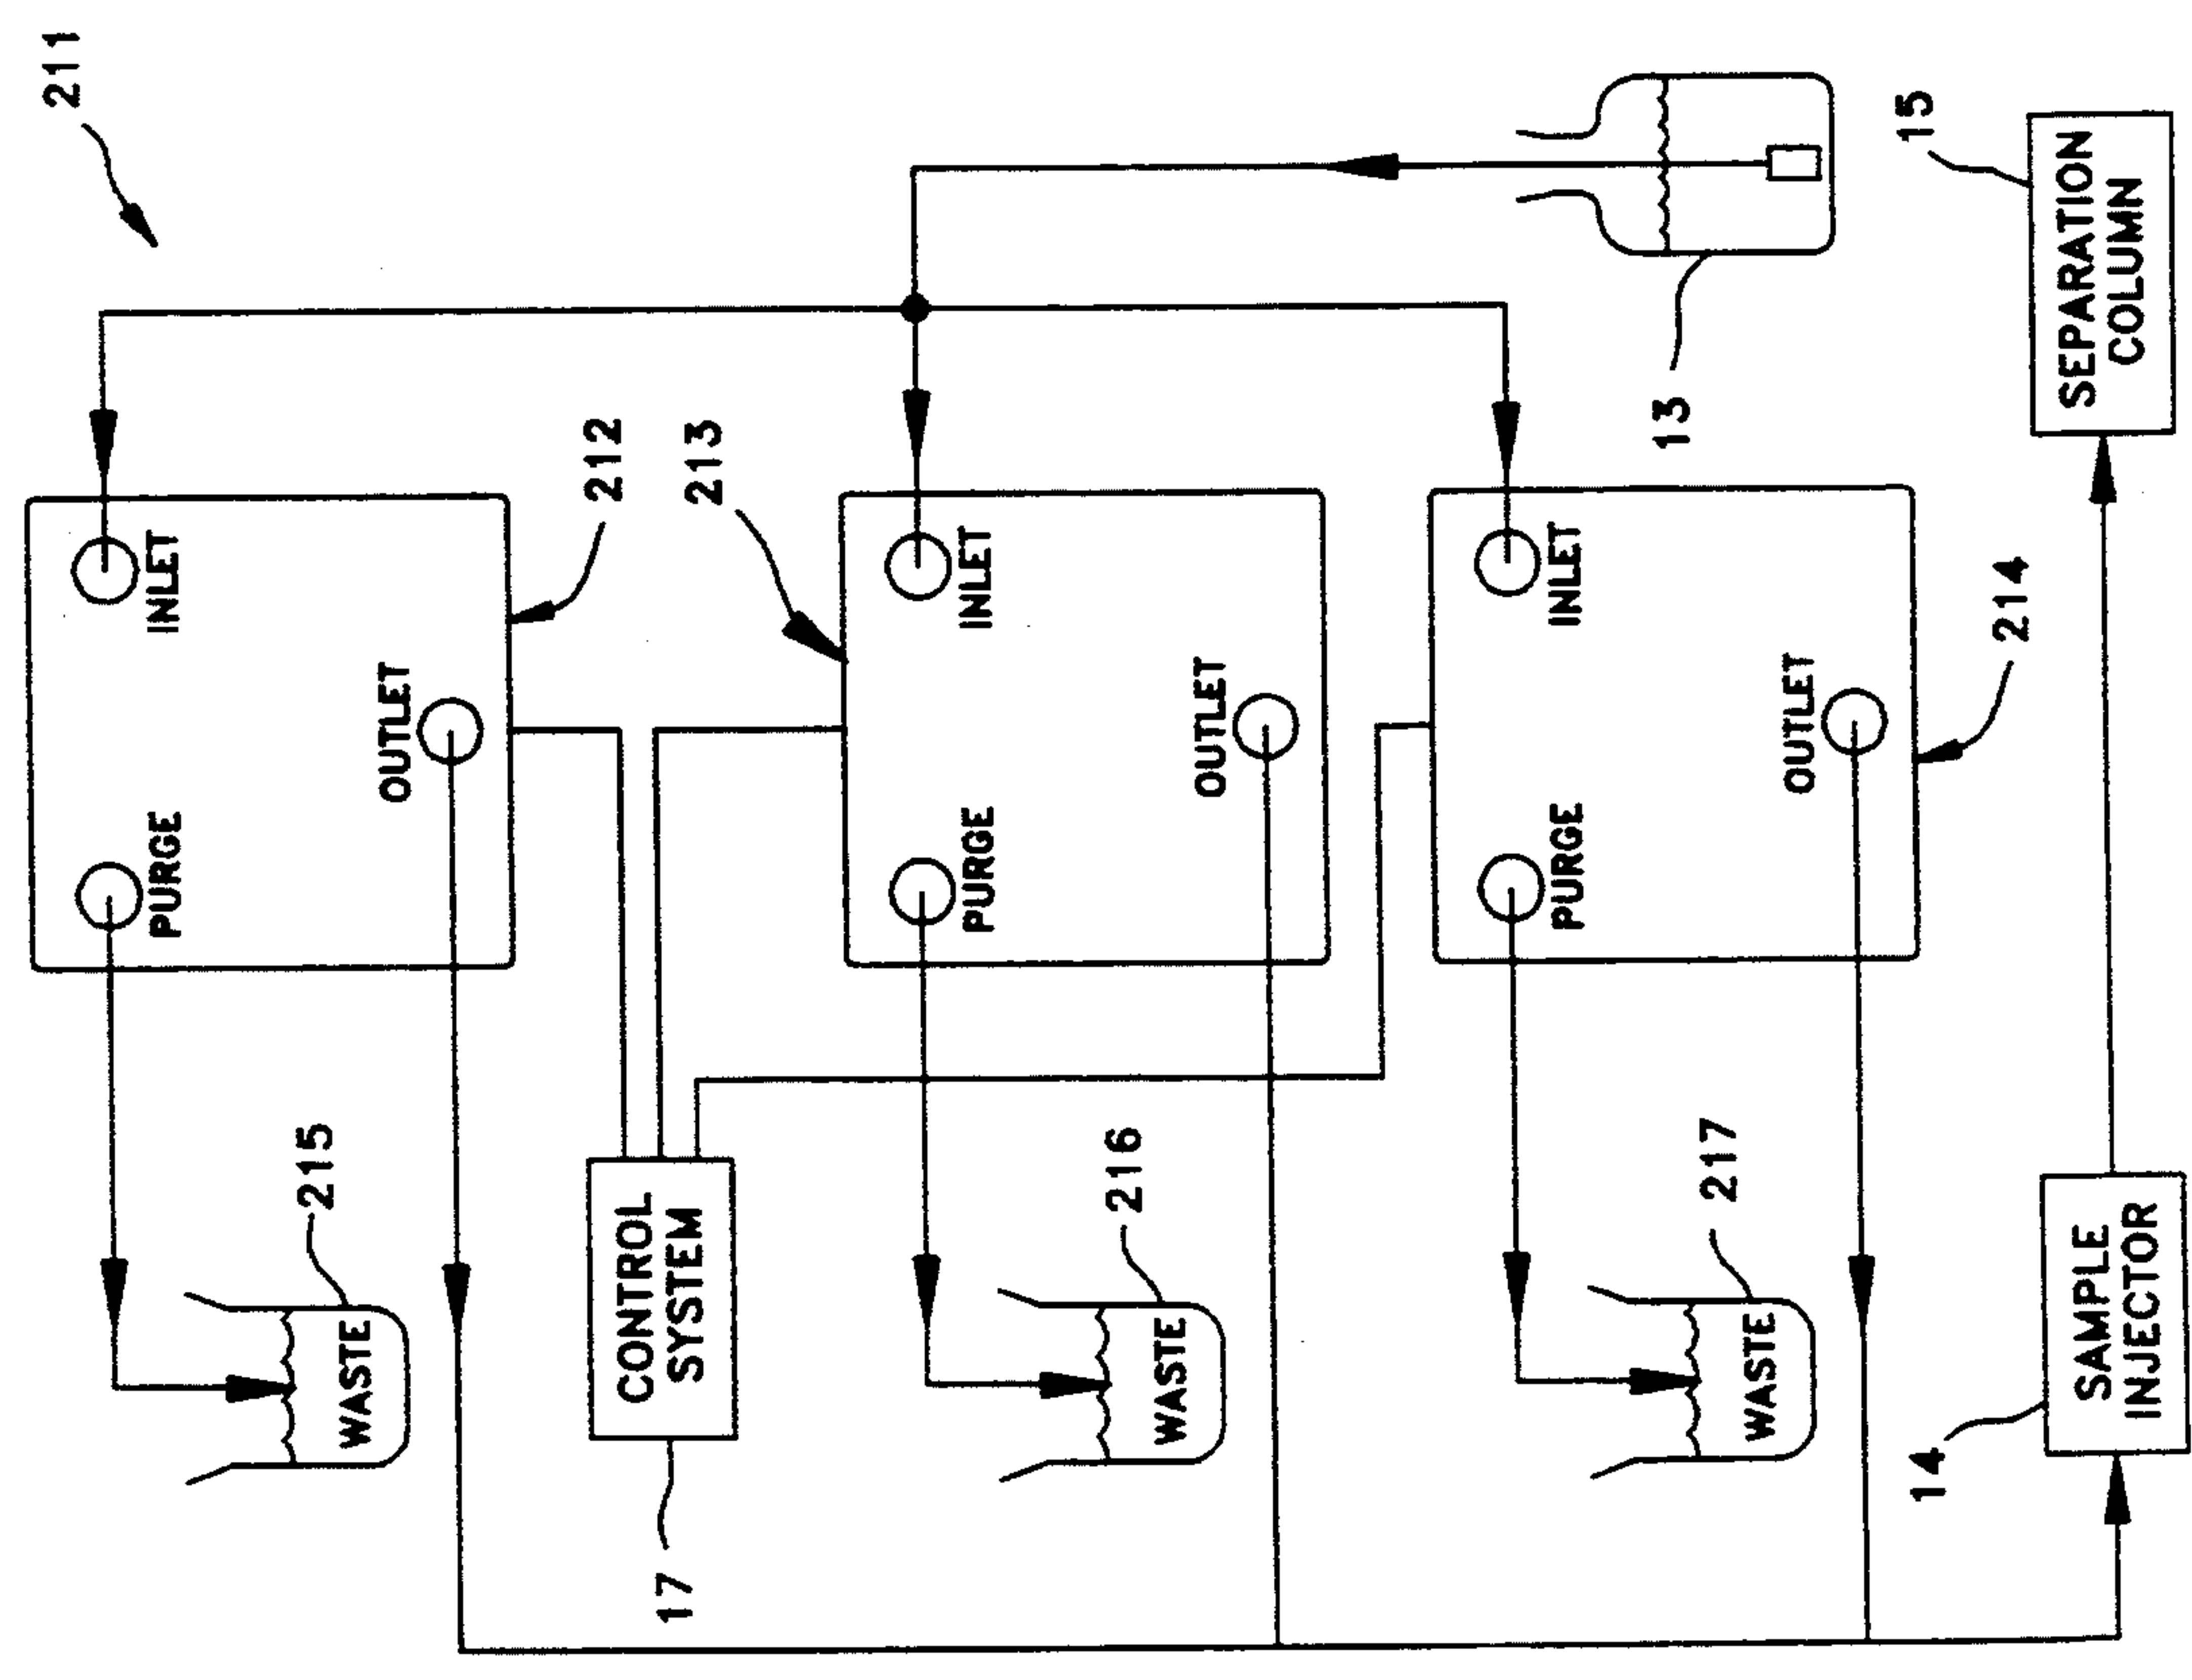 211
INLET
PURGE
OUTLET
212
215
WASTE
213
CONTROL
SYSTEM
17
INLET
PURGE
OUTLET
216
WASTE
INLET
PURGE
OUTLET
214
217
WASTE
13
15
SEPARATION
COLUMN
14
SAMPLE
INJECTOR